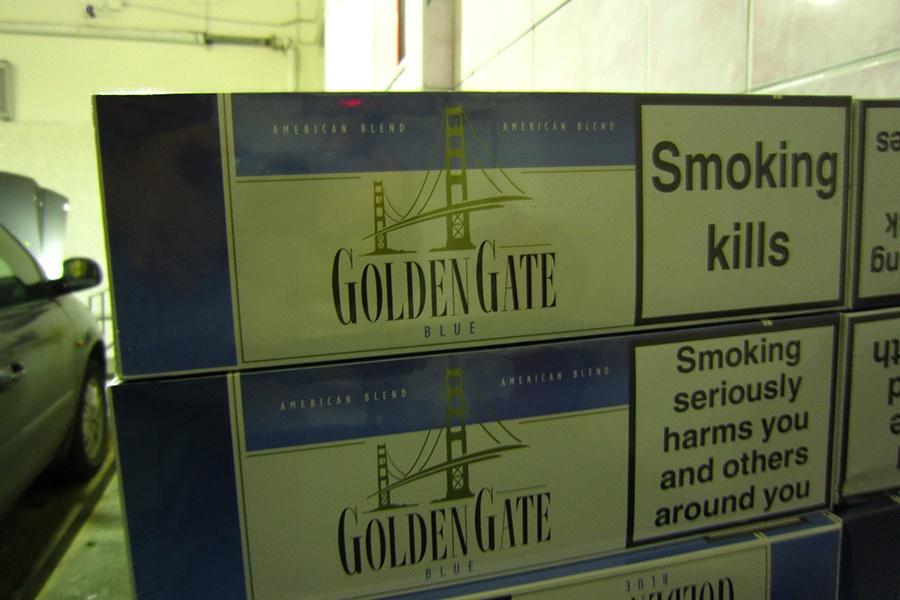 AMERICAN BLEND AMERICAN BLEND
GOLDEN GATE
BLUE
Smoking
kills
AMERICAN BLEND AMERICAN BLEND
GOLDEN GATE
BLUE
Smoking
seriously
harms you
and others
around you
BLUE